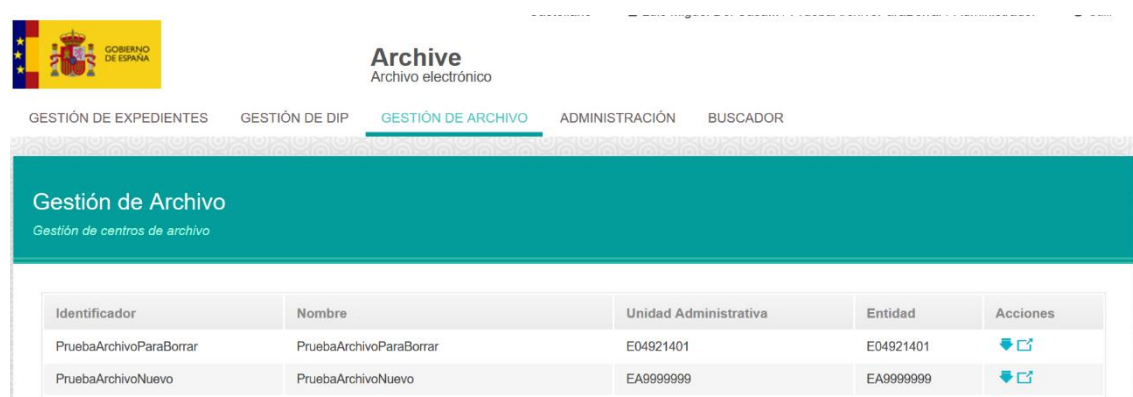 GOBIERNO
DE ESPAÑA
Archive
Archivo electrónico
GESTIÓN DE EXPEDIENTES GESTIÓN DE DIP GESTIÓN DE ARCHIVO ADMINISTRACIÓN BUSCADOR
Gestión de Archivo
Gestión de centros de archivo
Identificador Nombre Unidad Administrativa Entidad Acciones
PruebaArchivoParaBorrar PruebaArchivoParaBorrar E04921401 E04921401
PruebaArchivoNuevo PruebaArchivoNuevo EA9999999 EA9999999